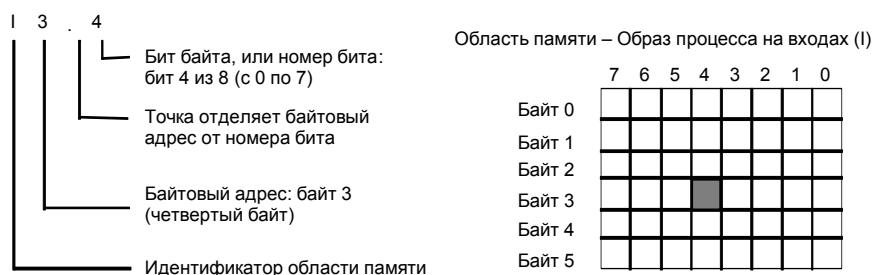 I 3 . 4
Бит байта, или номер бита:
бит 4 из 8 (с 0 по 7)
Точка отделяет байтовый
адрес от номера бита
Байтовый адрес: байт 3
(четвертый байт)
Идентификатор области памяти
Область памяти – Образ процесса на входах (I)
7 6 5 4 3 2 1 0
Байт 0
Байт 1
Байт 2
Байт 3
Байт 4
Байт 5